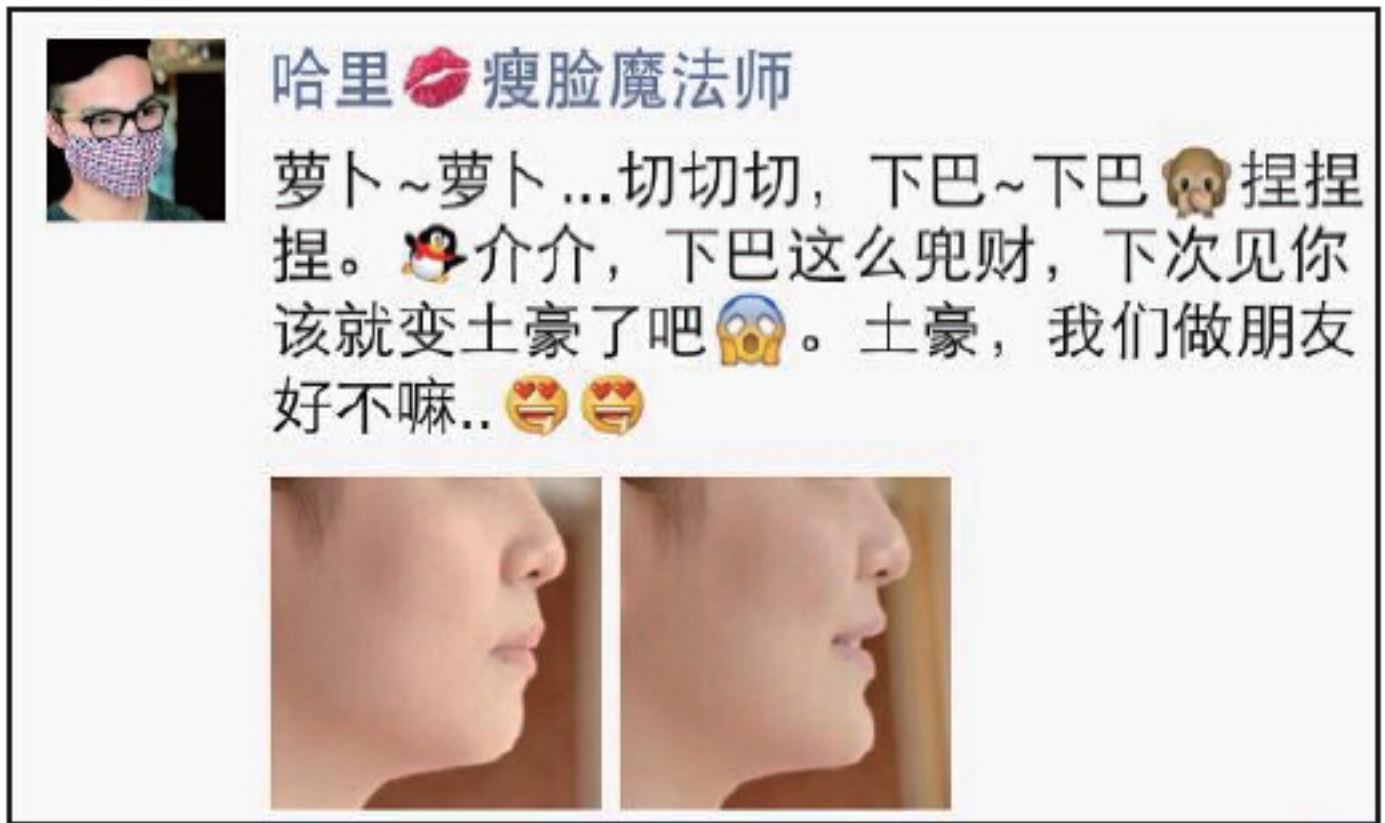 哈里💋瘦脸魔法师
萝卜~萝卜...切切切，下巴~下巴🙊捏捏
捏。🐧介介，下巴这么兜财，下次见你
该就变土豪了吧😱。土豪，我们做朋友
好不嘛..😍😍